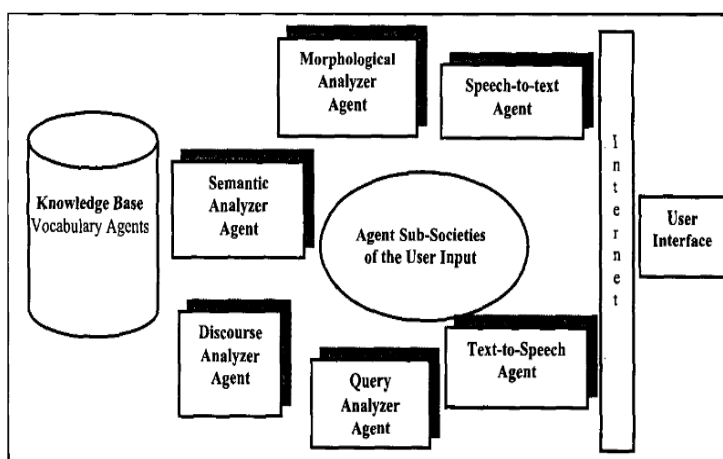 Morphological
Analyzer
Agent
Speech-to-text
Agent
Internet
Knowledge Base
Vocabulary Agents
Semantic
Analyzer
Agent
Agent Sub-Societies
of the User Input
User
Interface
Discourse
Analyzer
Agent
Query
Analyzer
Agent
Text-to-Speech
Agent